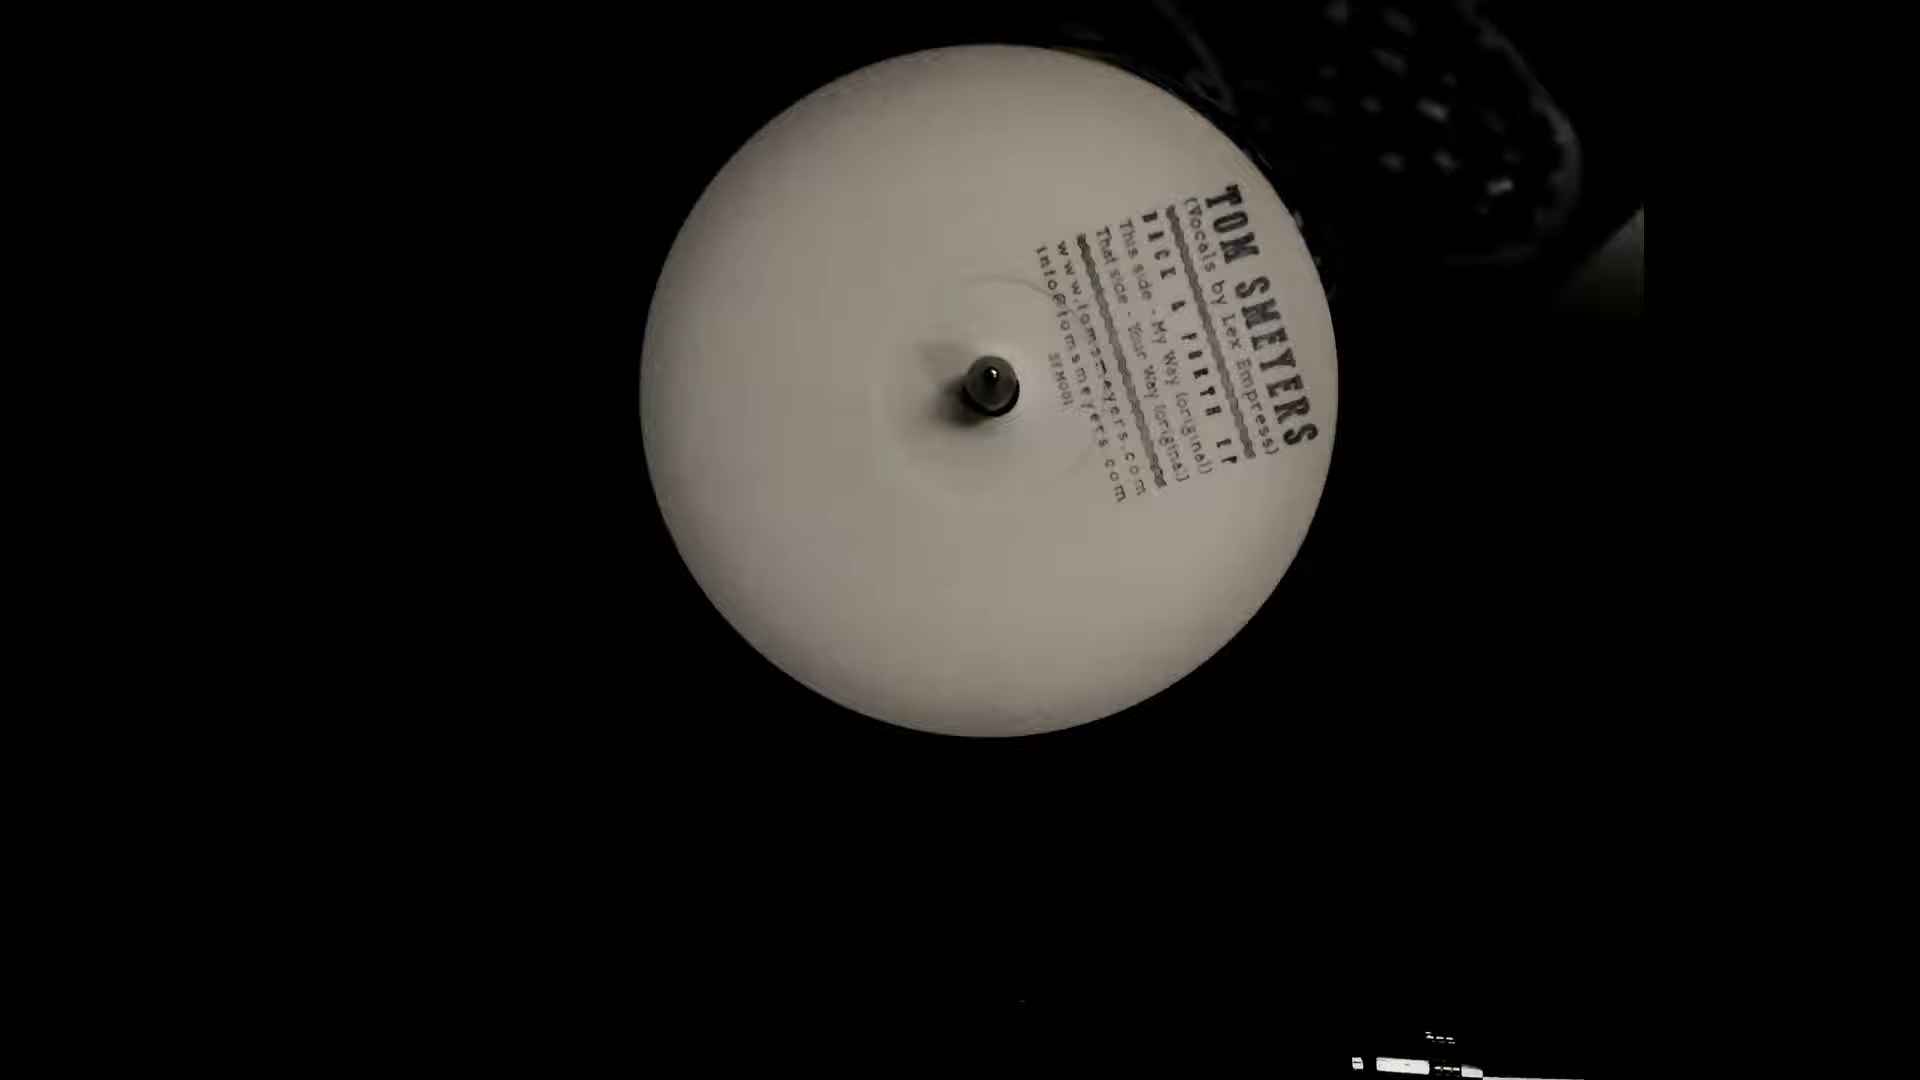 TOM SMEYERS
(Vocals by Lex Empress)
BACK & FORTH EP
This side - My Way (original)
That side - Your Way (original)
www.tomsmeyers.com
info@tomsmeyers.com